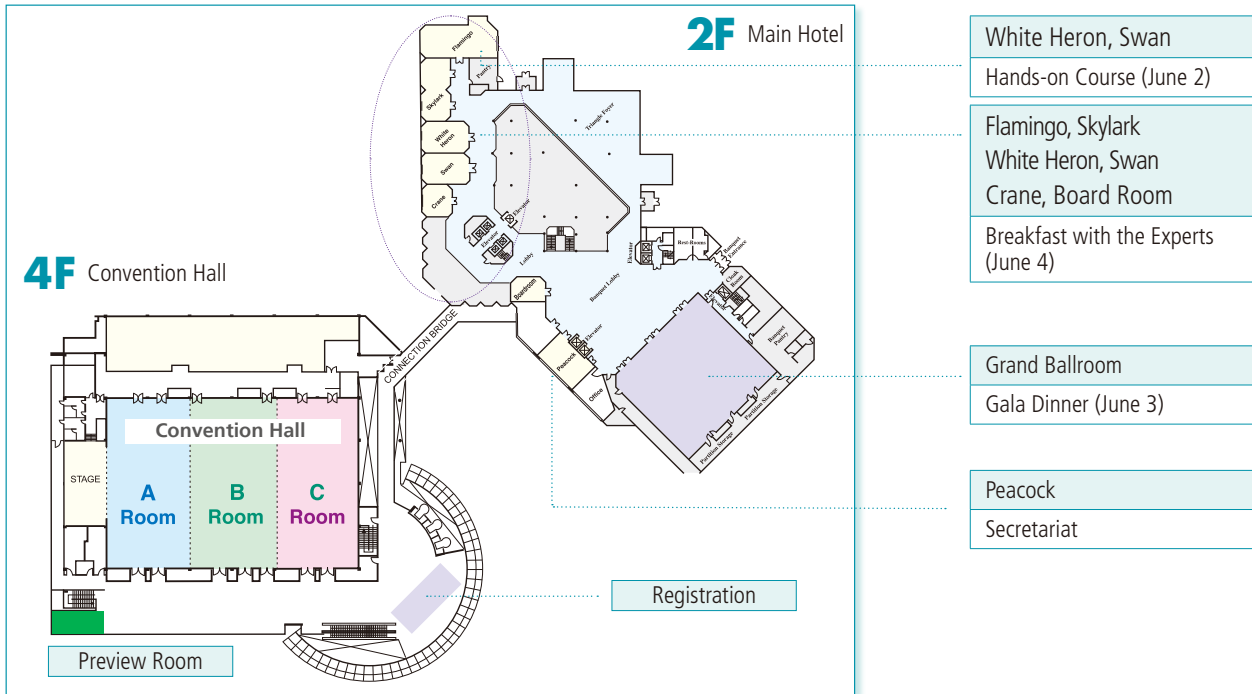 2F Main Hotel
Flamingo
Pantry
Skylark
White
Heron
Swan
Crane
Triangle Foyer
Elevator
Elevator
Lobby
Elevator
Rest-Rooms
Banquet
Entrance
Cloak
Room
Banquet Lobby
Boardroom
Elevator
Peacock
Office
Banquet
Pantry
Partition Storage
Partition Storage
CONNECTION BRIDGE
4F Convention Hall
Convention Hall
STAGE
A
Room
B
Room
C
Room
Registration
Preview Room
White Heron, Swan
Hands-on Course (June 2)
Flamingo, Skylark
White Heron, Swan
Crane, Board Room
Breakfast with the Experts
(June 4)
Grand Ballroom
Gala Dinner (June 3)
Peacock
Secretariat